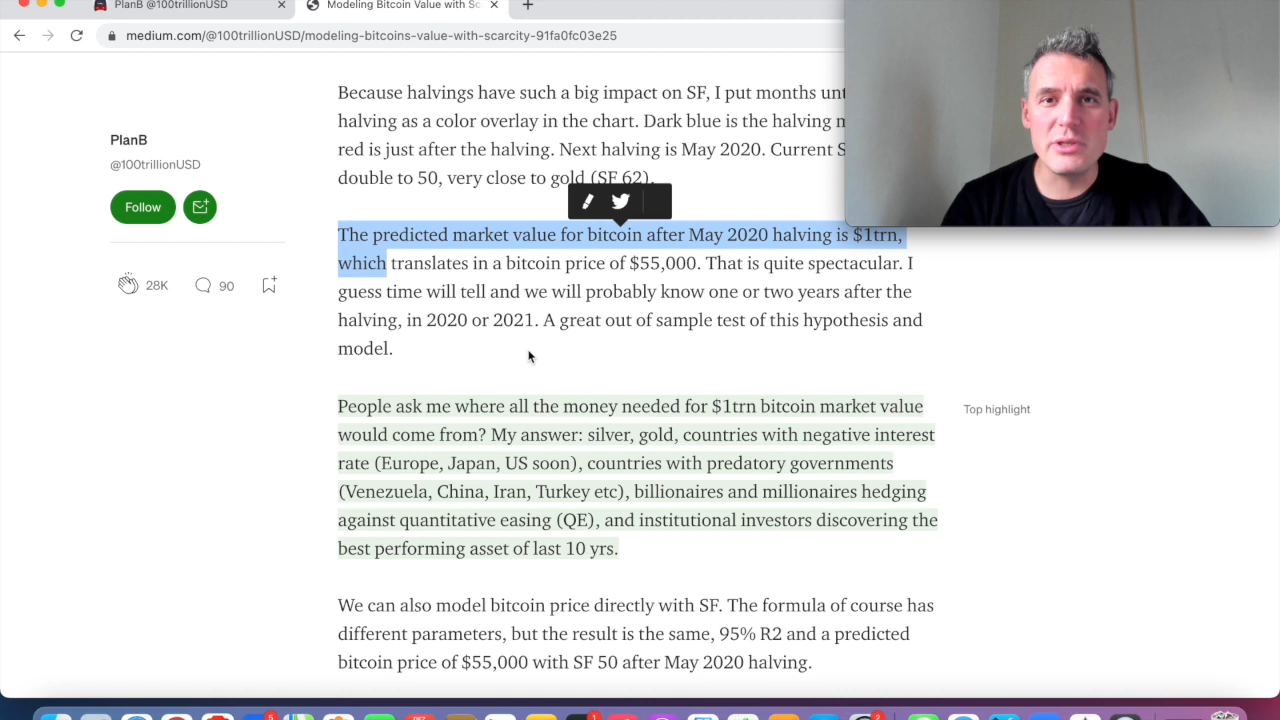 PlanB @100trillionUSD
Modeling Bitcoin Value with Sc
medium.com/@100trillionUSD/modeling-bitcoins-value-with-scarcity-91fa0fc03e25
Because halvings have such a big impact on SF, I put months
halving as a color overlay in the chart. Dark blue is the halving
red is just after the halving. Next halving is May 2020. Current
double to 50, very close to gold (SF 62).
PlanB
@100trillionUSD
Follow
28K
90
The predicted market value for bitcoin after May 2020 halving is $1trn,
which translates in a bitcoin price of $55,000. That is quite spectacular. I
guess time will tell and we will probably know one or two years after the
halving, in 2020 or 2021. A great out of sample test of this hypothesis and
model.
People ask me where all the money needed for $1trn bitcoin market value
would come from? My answer: silver, gold, countries with negative interest
rate (Europe, Japan, US soon), countries with predatory governments
(Venezuela, China, Iran, Turkey etc), billionaires and millionaires hedging
against quantitative easing (QE), and institutional investors discovering the
best performing asset of last 10 yrs.
Top highlight
We can also model bitcoin price directly with SF. The formula of course has
different parameters, but the result is the same, 95% R2 and a predicted
bitcoin price of $55,000 with SF 50 after May 2020 halving.